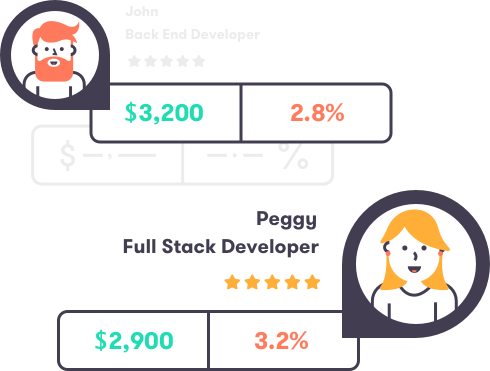 John
Back End Developer
$3,200 2.8%
$ %
Peggy
Full Stack Developer
$2,900 3.2%